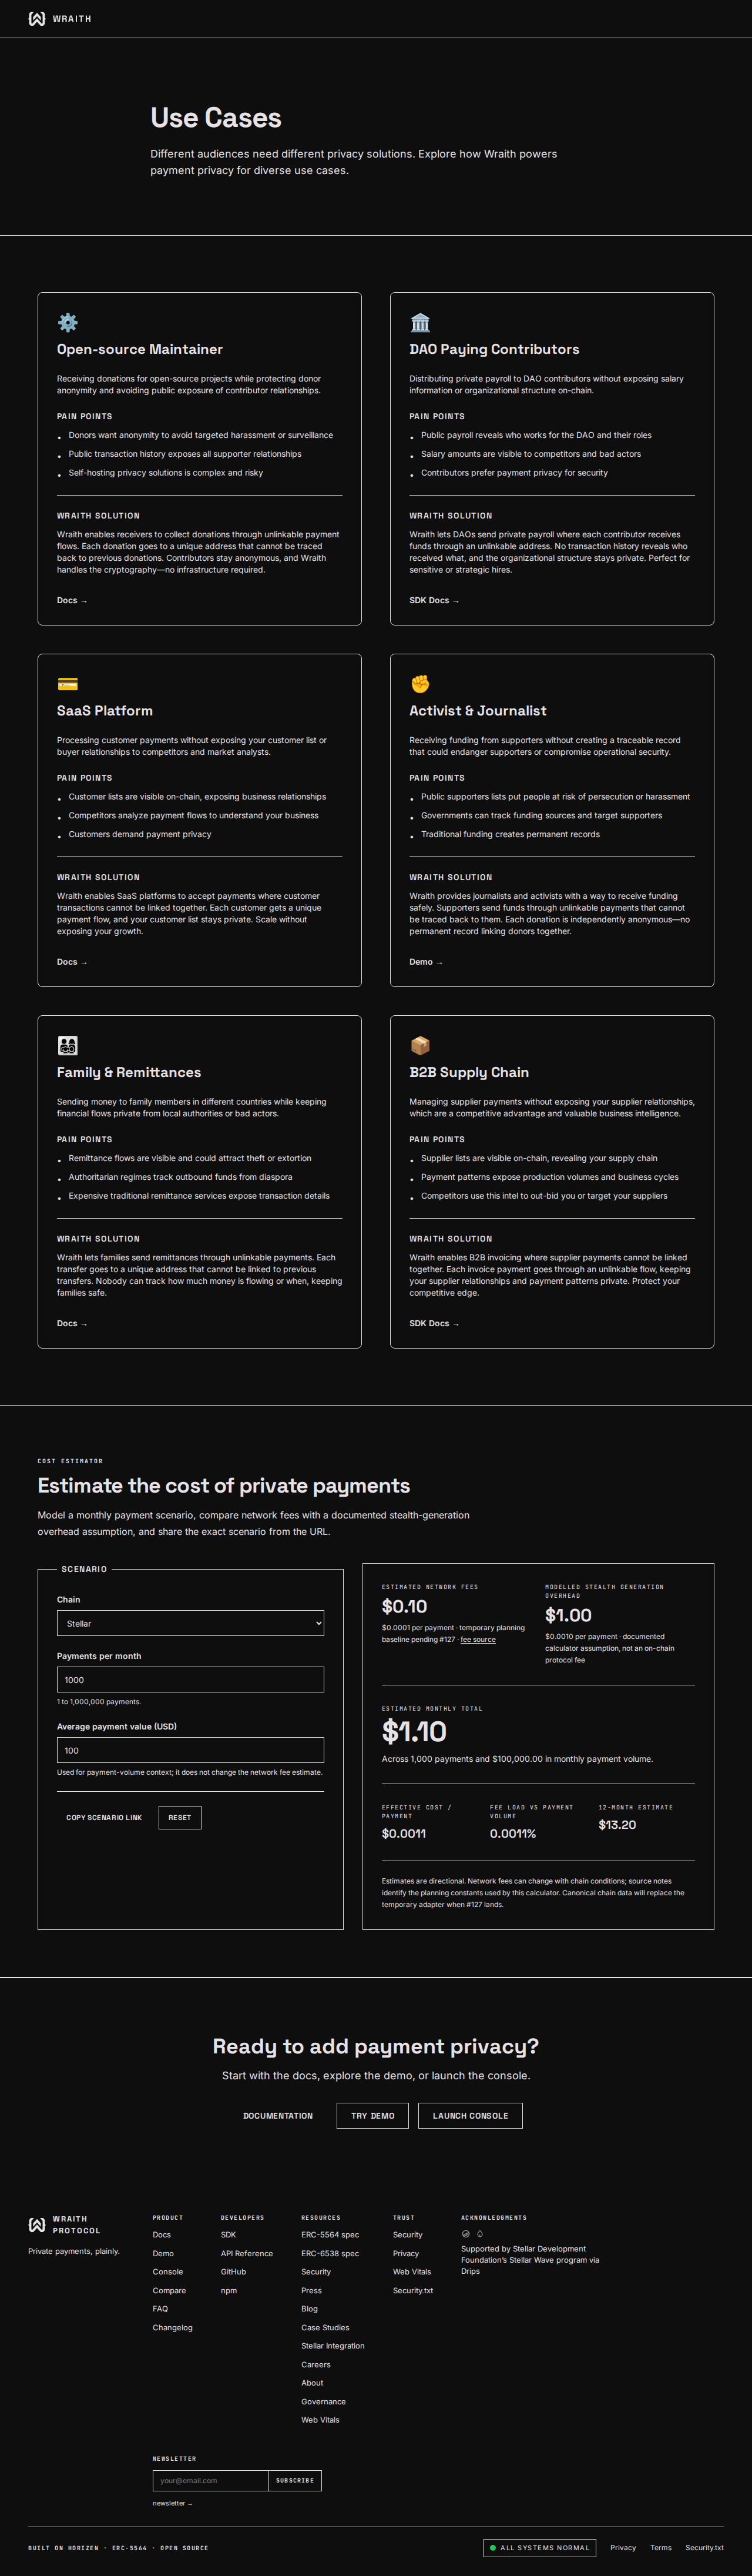 WRAITH
Use Cases
Different audiences need different privacy solutions. Explore how Wraith powers
payment privacy for diverse use cases.
Open-source Maintainer
Receiving donations for open-source projects while protecting donor
anonymity and avoiding public exposure of contributor relationships.
PAIN POINTS
• Donors want anonymity to avoid targeted harassment or surveillance
• Public transaction history exposes all supporter relationships
• Self-hosting privacy solutions is complex and risky
WRAITH SOLUTION
Wraith enables receivers to collect donations through unlinkable payment
flows. Each donation goes to a unique address that cannot be traced
back to previous donations. Contributors stay anonymous, and Wraith
handles the cryptography—no infrastructure required.
Docs →
DAO Paying Contributors
Distributing private payroll to DAO contributors without exposing salary
information or organizational structure on-chain.
PAIN POINTS
• Public payroll reveals who works for the DAO and their roles
• Salary amounts are visible to competitors and bad actors
• Contributors prefer payment privacy for security
WRAITH SOLUTION
Wraith lets DAOs send private payroll where each contributor receives
funds through an unlinkable address. No transaction history reveals who
received what, and the organizational structure stays private. Perfect for
sensitive or strategic hires.
SDK Docs →
SaaS Platform
Processing customer payments without exposing your customer list or
buyer relationships to competitors and market analysts.
PAIN POINTS
• Customer lists are visible on-chain, exposing business relationships
• Competitors analyze payment flows to understand your business
• Customers demand payment privacy
WRAITH SOLUTION
Wraith enables SaaS platforms to accept payments where customer
transactions cannot be linked together. Each customer gets a unique
payment flow, and your customer list stays private. Scale without
exposing your growth.
Docs →
Activist & Journalist
Receiving funding from supporters without creating a traceable record
that could endanger supporters or compromise operational security.
PAIN POINTS
• Public supporters lists put people at risk of persecution or harassment
• Governments can track funding sources and target supporters
• Traditional funding creates permanent records
WRAITH SOLUTION
Wraith provides journalists and activists with a way to receive funding
safely. Supporters send funds through unlinkable payments that cannot
be traced back to them. Each donation is independently anonymous—no
permanent record linking donors together.
Demo →
Family & Remittances
Sending money to family members in different countries while keeping
financial flows private from local authorities or bad actors.
PAIN POINTS
• Remittance flows are visible and could attract theft or extortion
• Authoritarian regimes track outbound funds from diaspora
• Expensive traditional remittance services expose transaction details
WRAITH SOLUTION
Wraith lets families send remittances through unlinkable payments. Each
transfer goes to a unique address that cannot be linked to previous
transfers. Nobody can track how much money is flowing or when, keeping
families safe.
Docs →
B2B Supply Chain
Managing supplier payments without exposing your supplier relationships,
which are a competitive advantage and valuable business intelligence.
PAIN POINTS
• Supplier lists are visible on-chain, revealing your supply chain
• Payment patterns expose production volumes and business cycles
• Competitors use this intel to out-bid you or target your suppliers
WRAITH SOLUTION
Wraith enables B2B invoicing where supplier payments cannot be linked
together. Each invoice payment goes through an unlinkable flow, keeping
your supplier relationships and payment patterns private. Protect your
competitive edge.
SDK Docs →
COST ESTIMATOR
Estimate the cost of private payments
Model a monthly payment scenario, compare network fees with a documented stealth-generation
overhead assumption, and share the exact scenario from the URL.
SCENARIO
Chain
Stellar
Payments per month
1000
1 to 1,000,000 payments.
Average payment value (USD)
100
Used for payment-volume context; it does not change the network fee estimate.
COPY SCENARIO LINK
RESET
ESTIMATED NETWORK FEES
$0.10
$0.0001 per payment · temporary planning
baseline pending #127 · fee source
MODELLED STEALTH GENERATION
OVERHEAD
$1.00
$0.0010 per payment · documented
calculator assumption, not an on-chain
protocol fee
ESTIMATED MONTHLY TOTAL
$1.10
Across 1,000 payments and $100,000.00 in monthly payment volume.
EFFECTIVE COST /
PAYMENT
$0.0011
FEE LOAD VS PAYMENT
VOLUME
0.0011%
12-MONTH ESTIMATE
$13.20
Estimates are directional. Network fees can change with chain conditions; source notes
identify the planning constants used by this calculator. Canonical chain data will replace the
temporary adapter when #127 lands.
Ready to add payment privacy?
Start with the docs, explore the demo, or launch the console.
DOCUMENTATION
TRY DEMO
LAUNCH CONSOLE
WRAITH
PROTOCOL
Private payments, plainly.
PRODUCT
Docs
Demo
Console
Compare
FAQ
Changelog
DEVELOPERS
SDK
API Reference
GitHub
npm
RESOURCES
ERC-5564 spec
ERC-6538 spec
Security
Press
Blog
Case Studies
Stellar Integration
Careers
About
Governance
Web Vitals
TRUST
Security
Privacy
Web Vitals
Security.txt
ACKNOWLEDGMENTS
Supported by Stellar Development
Foundation's Stellar Wave program via
Drips
NEWSLETTER
your@email.com
SUBSCRIBE
newsletter →
BUILT ON HORIZEN · ERC-5564 · OPEN SOURCE
ALL SYSTEMS NORMAL
Privacy
Terms
Security.txt